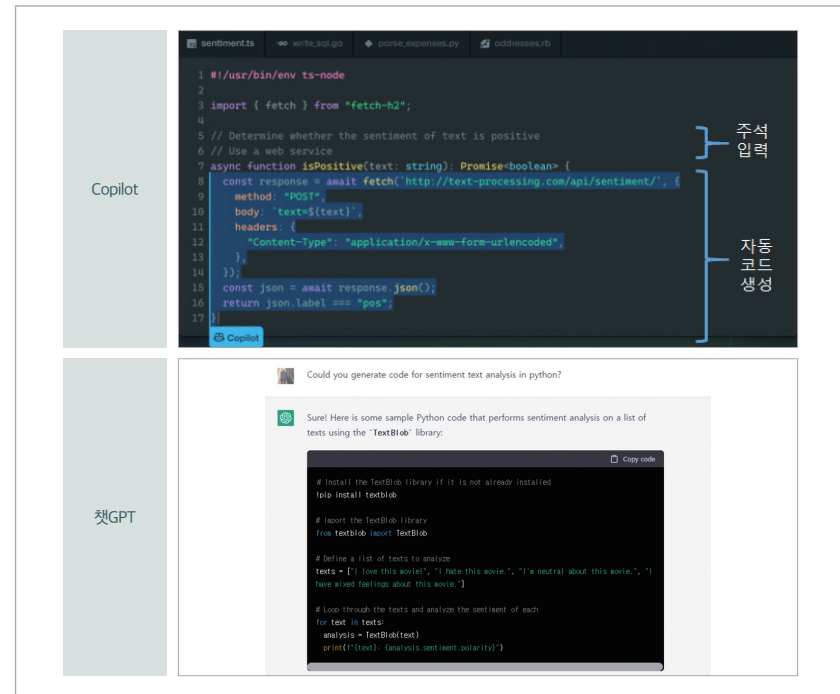 Copilot
sentiment.ts write_sql.go parse_expenses.py addresses.rb
1 #!/usr/bin/env ts-node
2
3 import { fetch } from "fetch-h2";
4
5 // Determine whether the sentiment of text is positive
6 // Use a web service
7 async function isPositive(text: string): Promise<boolean> {
8 const response = await fetch(`http://text-processing.com/api/sentiment/`, {
9 method: "POST",
10 body: `text=${text}`,
11 headers: {
12 "Content-Type": "application/x-www-form-urlencoded",
13 },
14 });
15 const json = await response.json();
16 return json.label === "pos";
17 }
Copilot
주석
입력
자동
코드
생성
챗GPT
Could you generate code for sentiment text analysis in python?
Sure! Here is some sample Python code that performs sentiment analysis on a list of
texts using the `TextBlob` library:
Copy code
# Install the TextBlob library if it is not already installed
!pip install textblob
# Import the TextBlob library
from textblob import TextBlob
# Define a list of texts to analyze
texts = ["I love this movie!", "I hate this movie.", "I'm neutral about this movie.", "I
have mixed feelings about this movie."]
# Loop through the texts and analyze the sentiment of each
for text in texts:
analysis = TextBlob(text)
print(f"{text}: {analysis.sentiment.polarity}")